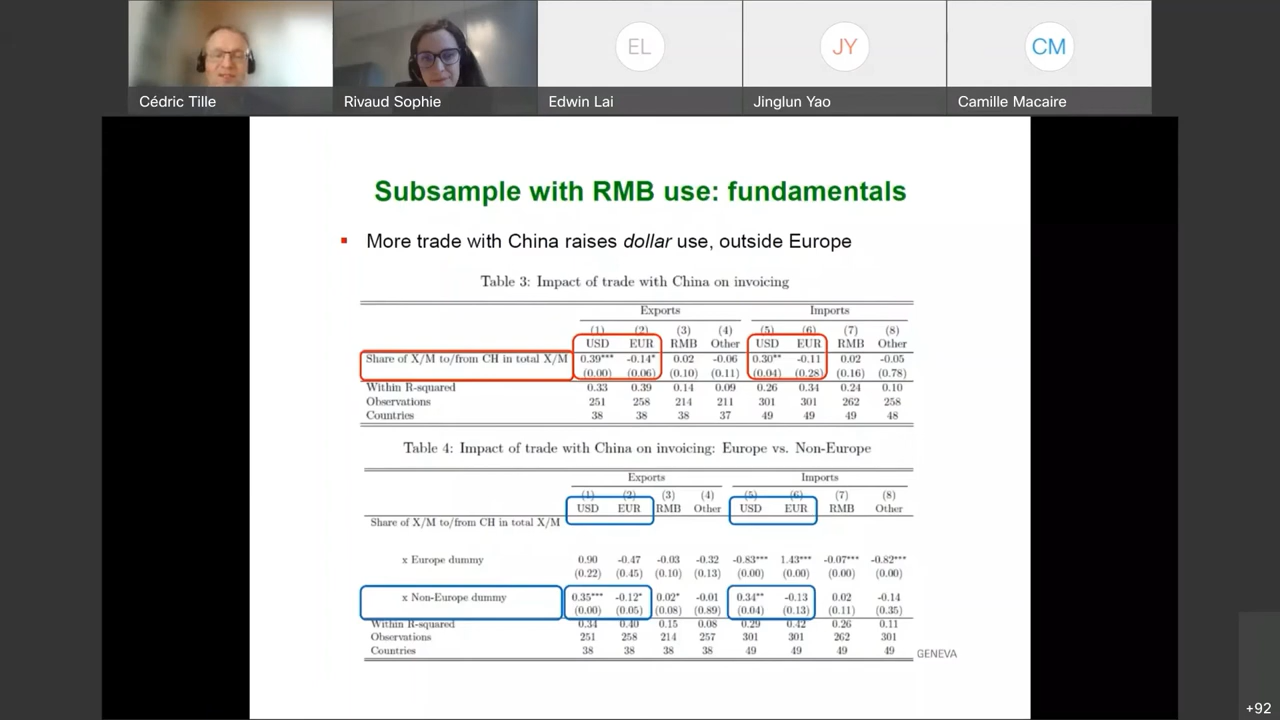 EL
JY
CM
Cédric Tille
Rivaud Sophie
Edwin Lai
Jinglun Yao
Camille Macaire
Subsample with RMB use: fundamentals
More trade with China raises dollar use, outside Europe
Table 3: Impact of trade with China on invoicing
Exports Imports
(1) (2) (3) (4) (5) (6) (7) (8)
USD EUR RMB Other USD EUR RMB Other
Share of X/M to/from CH in total X/M 0.39*** -0.14* 0.02 -0.06 0.30** -0.11 0.02 -0.05
(0.00) (0.06) (0.10) (0.11) (0.04) (0.28) (0.16) (0.78)
Within R-squared 0.33 0.39 0.14 0.09 0.26 0.34 0.24 0.10
Observations 251 258 214 211 301 301 262 258
Countries 38 38 38 37 49 49 49 48
Table 4: Impact of trade with China on invoicing: Europe vs. Non-Europe
Exports Imports
(1) (2) (3) (4) (5) (6) (7) (8)
USD EUR RMB Other USD EUR RMB Other
Share of X/M to/from CH in total X/M
x Europe dummy 0.90 -0.47 -0.03 -0.32 -0.83*** 1.43*** -0.07*** -0.82***
(0.22) (0.45) (0.10) (0.13) (0.00) (0.00) (0.00) (0.00)
x Non-Europe dummy 0.35*** -0.12* 0.02* -0.01 0.34** -0.13 0.02 -0.14
(0.00) (0.05) (0.08) (0.89) (0.04) (0.13) (0.11) (0.35)
Within R-squared 0.34 0.40 0.15 0.08 0.29 0.42 0.26 0.11
Observations 251 258 214 257 301 301 262 301
Countries 38 38 38 38 49 49 49 49
GENEVA
+92